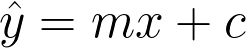 ŷ = mx + c